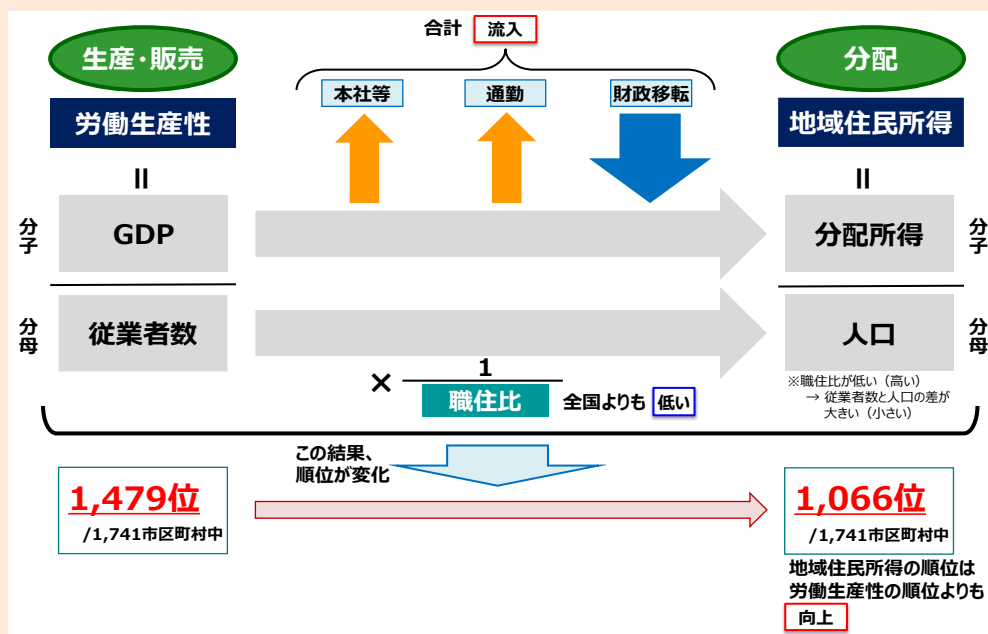 合計 流入
生産・販売
分配
本社等
通勤
財政移転
労働生産性
地域住民所得
=
=
分子
GDP
分配所得
分子
分母
従業者数
人口
分母
× 1
職住比
全国よりも 低い
※職住比が低い（高い）
→ 従業者数と人口の差が
大きい（小さい）
この結果、
順位が変化
1,479位
/1,741市区町村中
1,066位
/1,741市区町村中
地域住民所得の順位は
労働生産性の順位よりも
向上